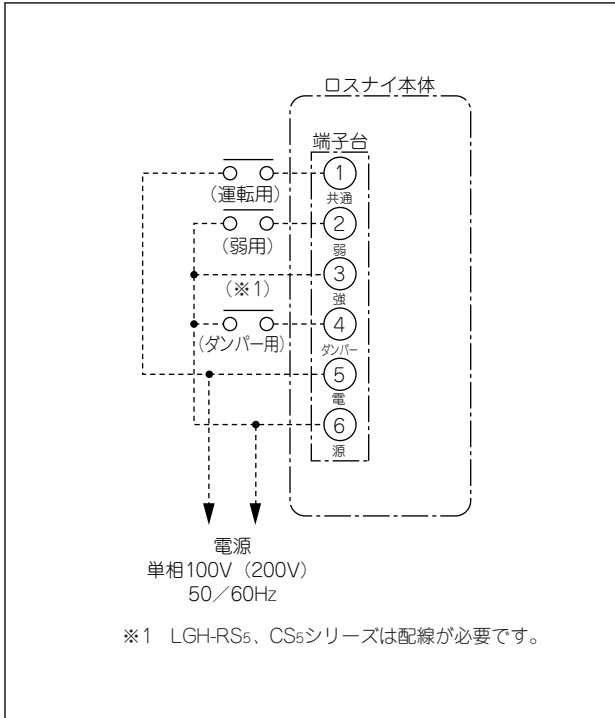 ロスナイ本体
端子台
1
共通
(運転用)
2
弱
(弱用)
3
強
(※1)
4
ダンパー
(ダンパー用)
5
電
6
源
電源
単相100V（200V）
50／60Hz
※1 LGH-RS5、CS5シリーズは配線が必要です。